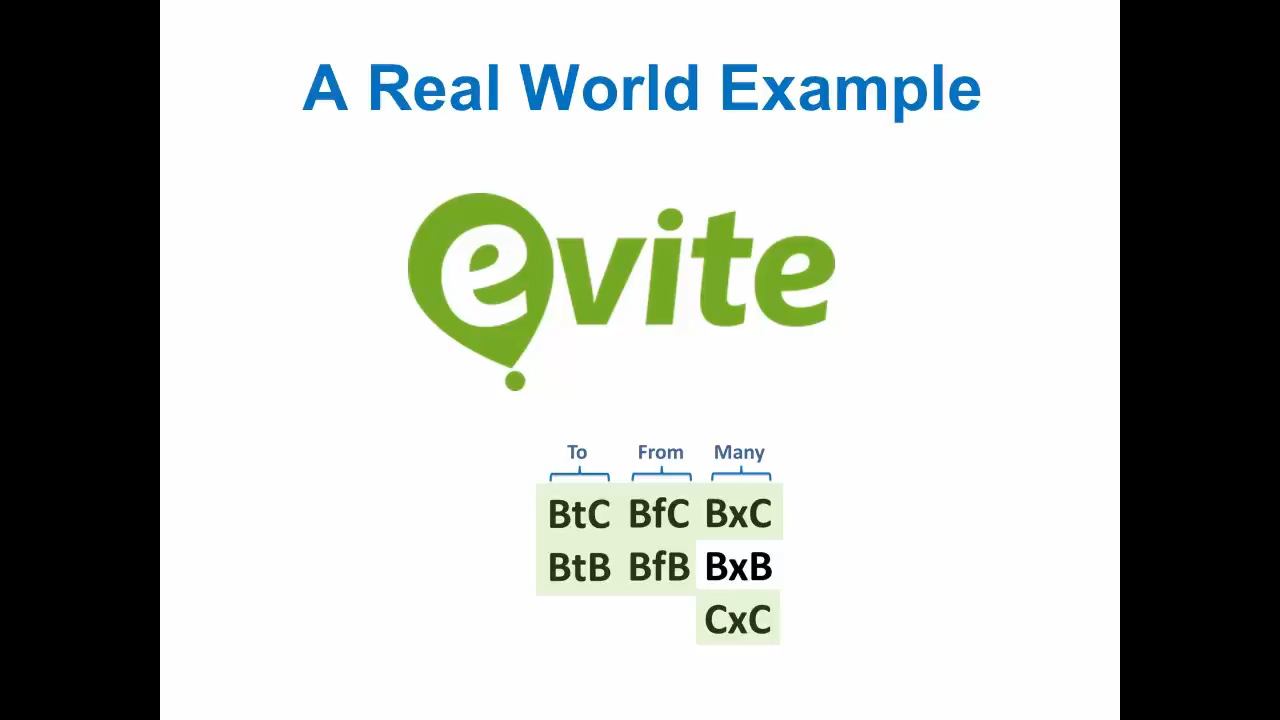 A Real World Example
evite
To From Many
BtC BfC BxC
BtB BfB BxB
CxC